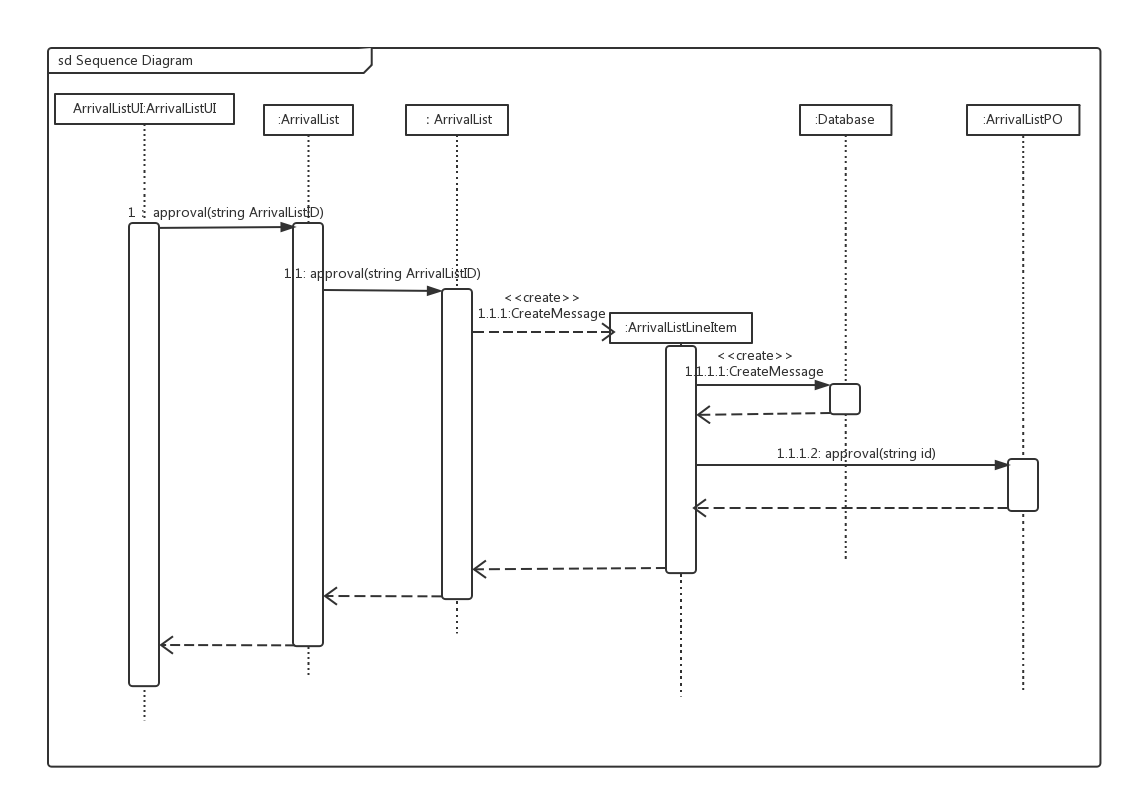 sd Sequence Diagram
ArrivalListUI:ArrivalListUI
:ArrivalList
: ArrivalList
:Database
:ArrivalListPO
1 : approval(string ArrivalListID)
1.1: approval(string ArrivalListID)
<<create>>
1.1.1:CreateMessage
:ArrivalListLineItem
<<create>>
1.1.1.1:CreateMessage
1.1.1.2: approval(string id)